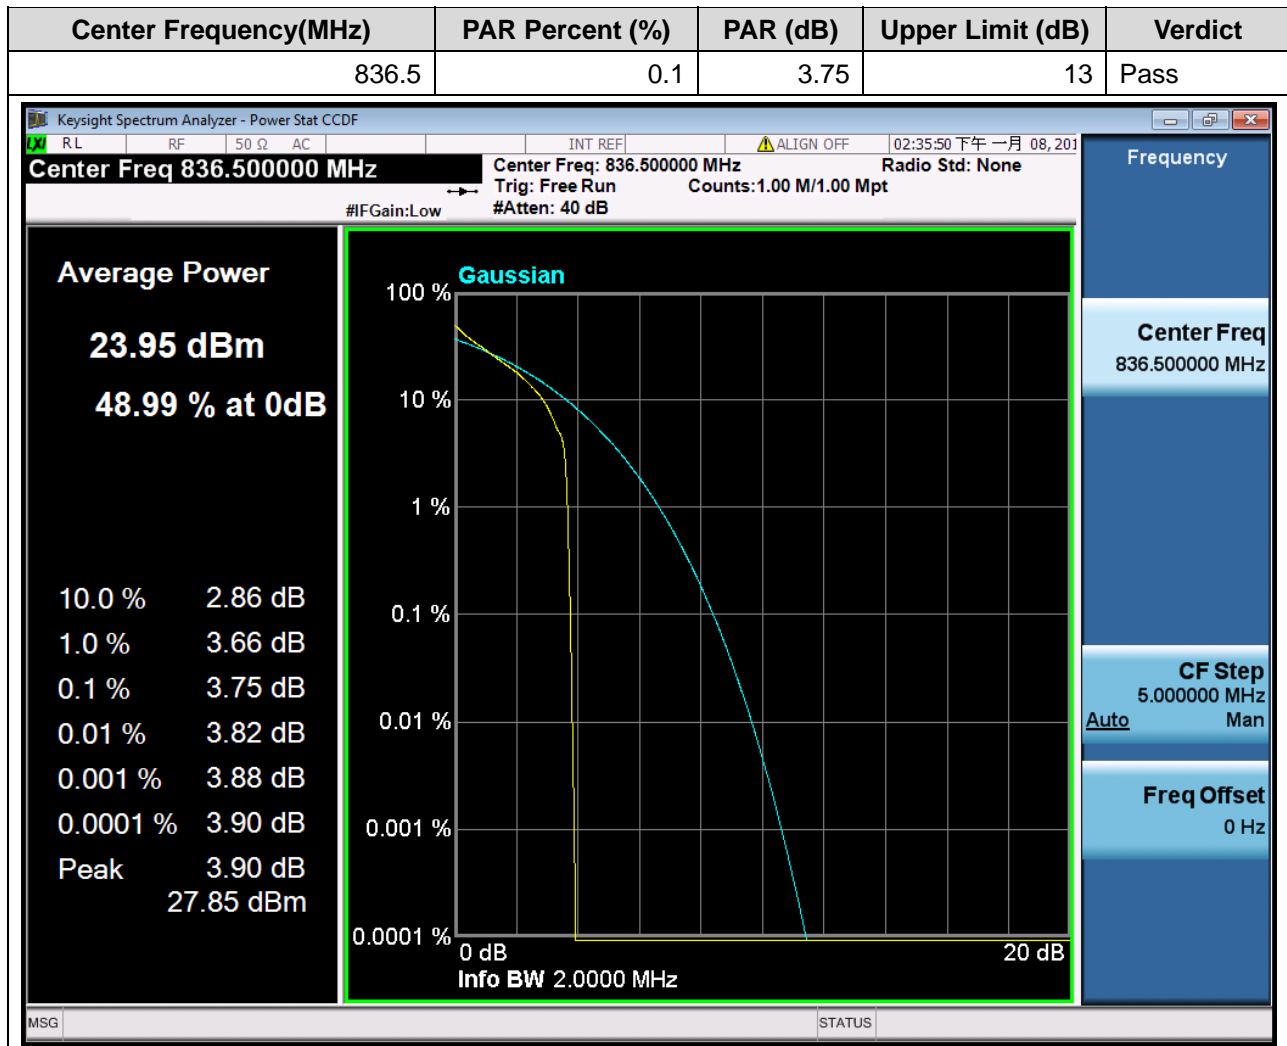 Center Frequency(MHz) PAR Percent (%) PAR (dB) Upper Limit (dB) Verdict
836.5 0.1 3.75 13 Pass
Keysight Spectrum Analyzer - Power Stat CCDF
LXI RL RF 50 Ω AC INT REF ALIGN OFF 02:35:50 下午 一月 08, 201
Center Freq 836.500000 MHz
Center Freq: 836.500000 MHz Radio Std: None
Trig: Free Run Counts:1.00 M/1.00 Mpt
#IFGain:Low #Atten: 40 dB
Average Power
23.95 dBm
48.99 % at 0dB
10.0 % 2.86 dB
1.0 % 3.66 dB
0.1 % 3.75 dB
0.01 % 3.82 dB
0.001 % 3.88 dB
0.0001 % 3.90 dB
Peak 3.90 dB
27.85 dBm
Gaussian
100 %
10 %
1 %
0.1 %
0.01 %
0.001 %
0.0001 %
0 dB 20 dB
Info BW 2.0000 MHz
Frequency
Center Freq
836.500000 MHz
CF Step
5.000000 MHz
Auto Man
Freq Offset
0 Hz
MSG STATUS